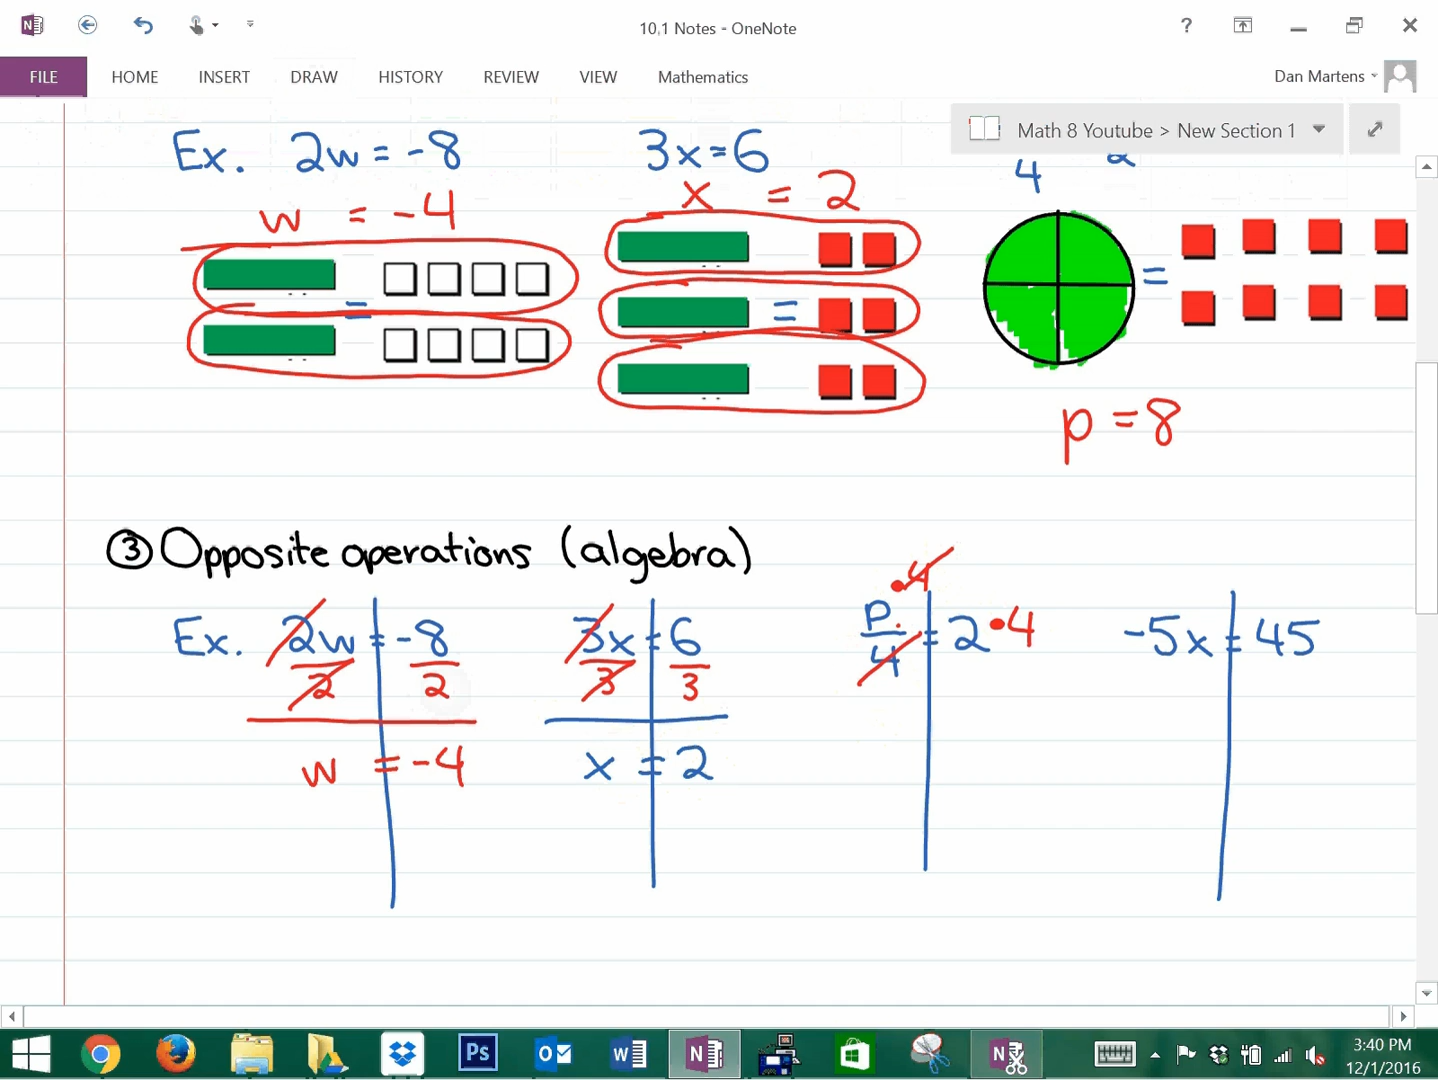 10,1 Notes - OneNote
?
FILE HOME INSERT DRAW HISTORY REVIEW VIEW Mathematics
Dan Martens
Math 8 Youtube > New Section 1
Ex. 2w = -8 3x = 6
4
w = -4 x = 2
=
= =
p = 8
③ Opposite operations (algebra)
•4
Ex. 2w = -8 3x = 6 p/4 = 2 •4 -5x = 45
2 2 3 3
w = -4 x = 2
Ps
3:40 PM
12/1/2016